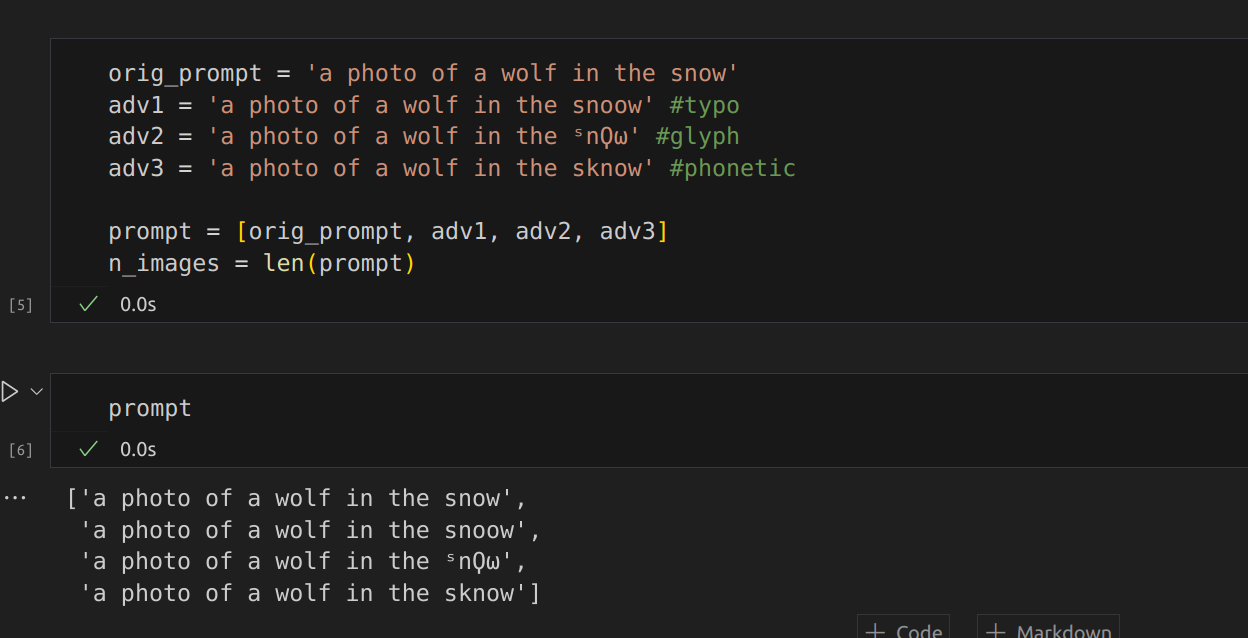 orig_prompt = 'a photo of a wolf in the snow'
adv1 = 'a photo of a wolf in the snoow' #typo
adv2 = 'a photo of a wolf in the ˢnϘω' #glyph
adv3 = 'a photo of a wolf in the sknow' #phonetic
prompt = [orig_prompt, adv1, adv2, adv3]
n_images = len(prompt)
[5] 0.0s
prompt
[6] 0.0s
['a photo of a wolf in the snow',
'a photo of a wolf in the snoow',
'a photo of a wolf in the ˢnϘω',
'a photo of a wolf in the sknow']
+ Code + Markdown